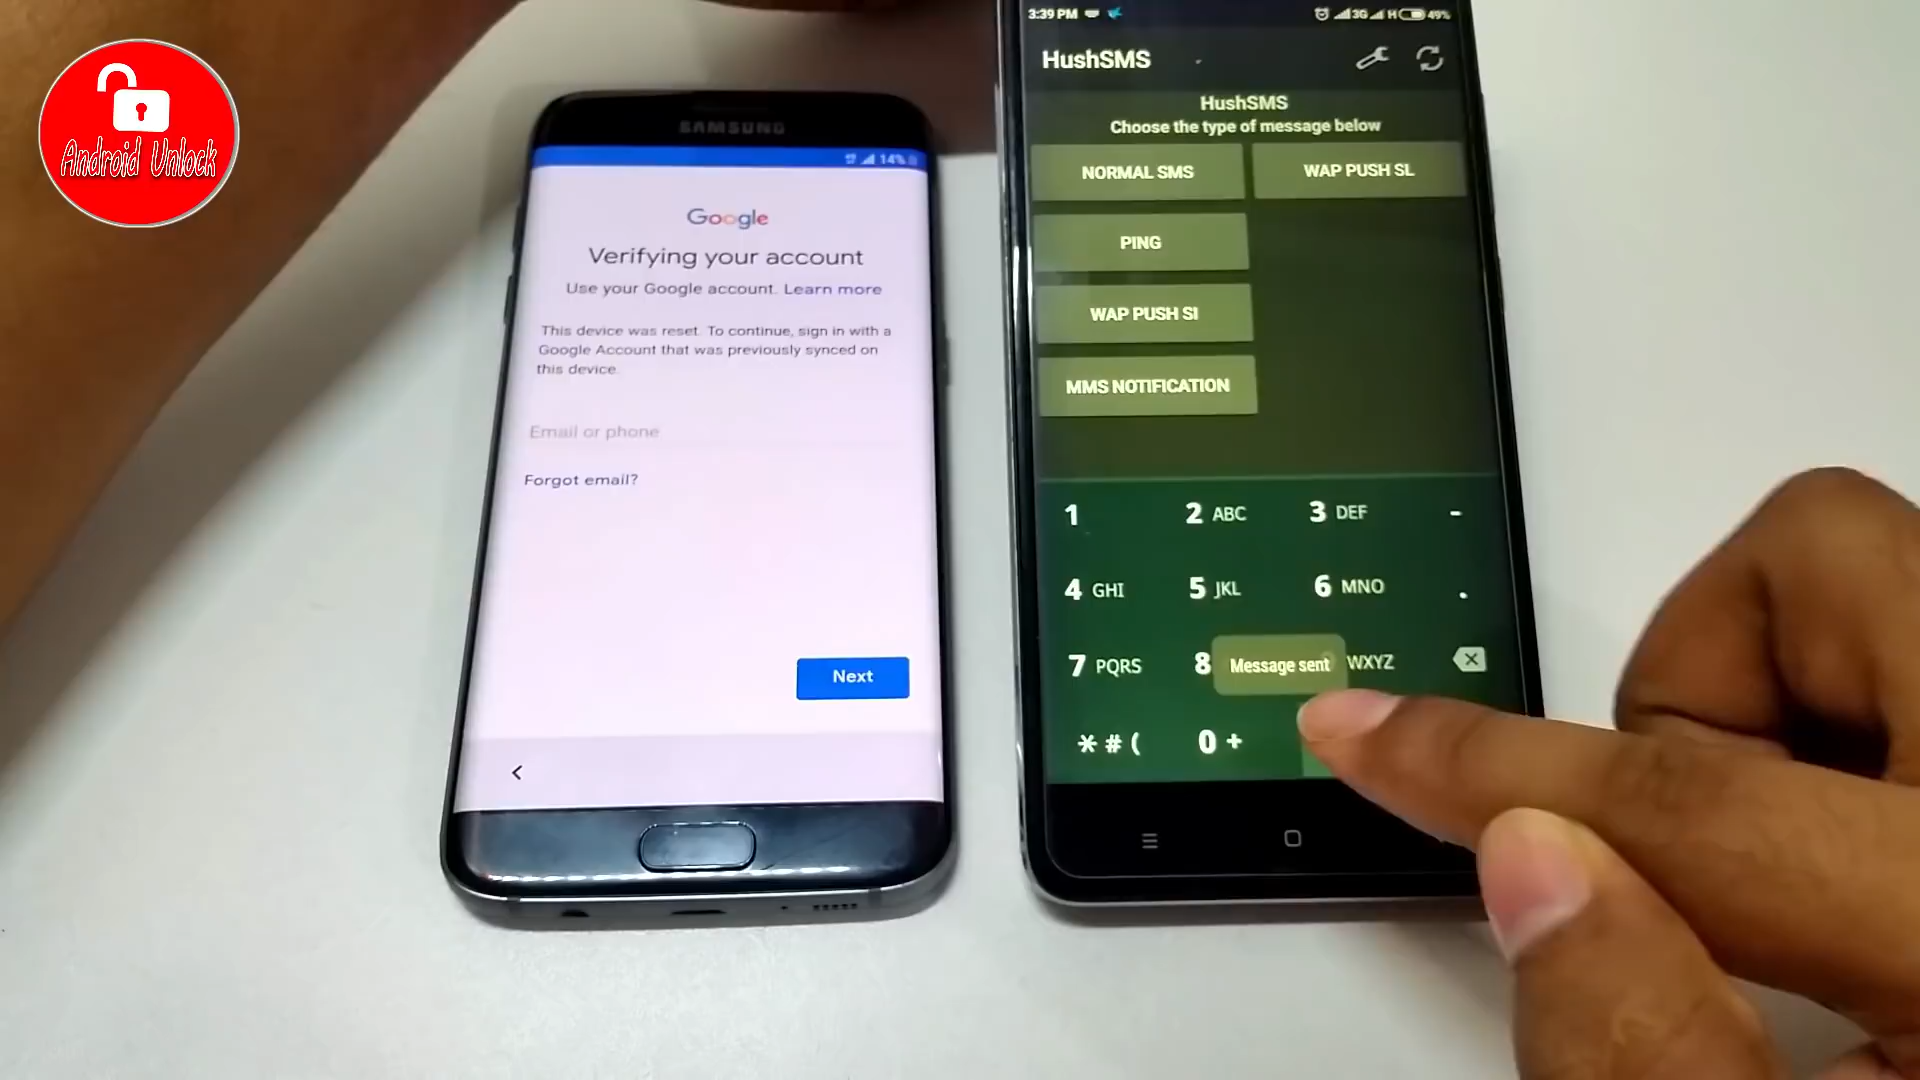 Android Unlock
SAMSUNG
14%
Google
Verifying your account
Use your Google account. Learn more
This device was reset. To continue, sign in with a
Google Account that was previously synced on
this device.
Email or phone
Forgot email?
Next
<
3:39 PM
3G H 49%
HushSMS
HushSMS
Choose the type of message below
NORMAL SMS
WAP PUSH SL
PING
WAP PUSH SI
MMS NOTIFICATION
1 2 ABC 3 DEF -
4 GHI 5 JKL 6 MNO .
7 PQRS 8 Message sent WXYZ
* # ( 0 +